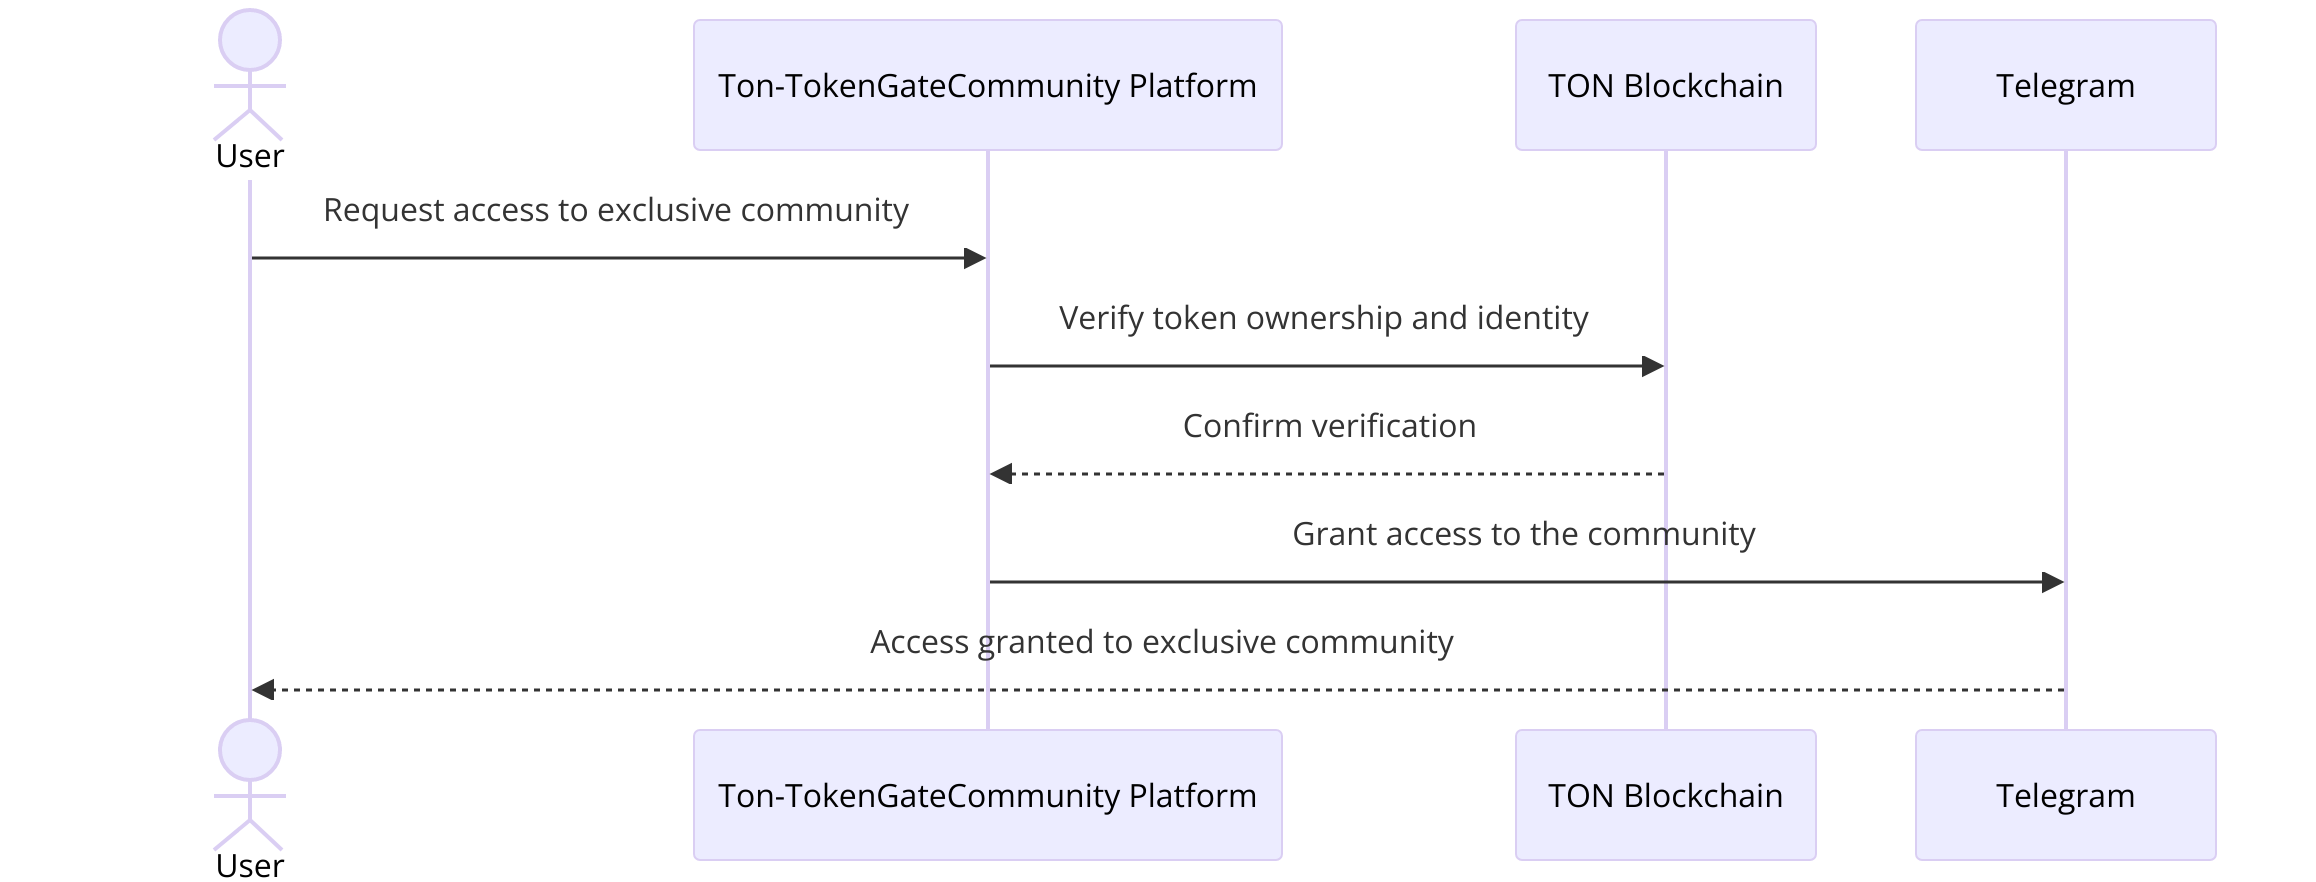 User
Ton-TokenGateCommunity Platform
TON Blockchain
Telegram
Request access to exclusive community
Verify token ownership and identity
Confirm verification
Grant access to the community
Access granted to exclusive community
User
Ton-TokenGateCommunity Platform
TON Blockchain
Telegram